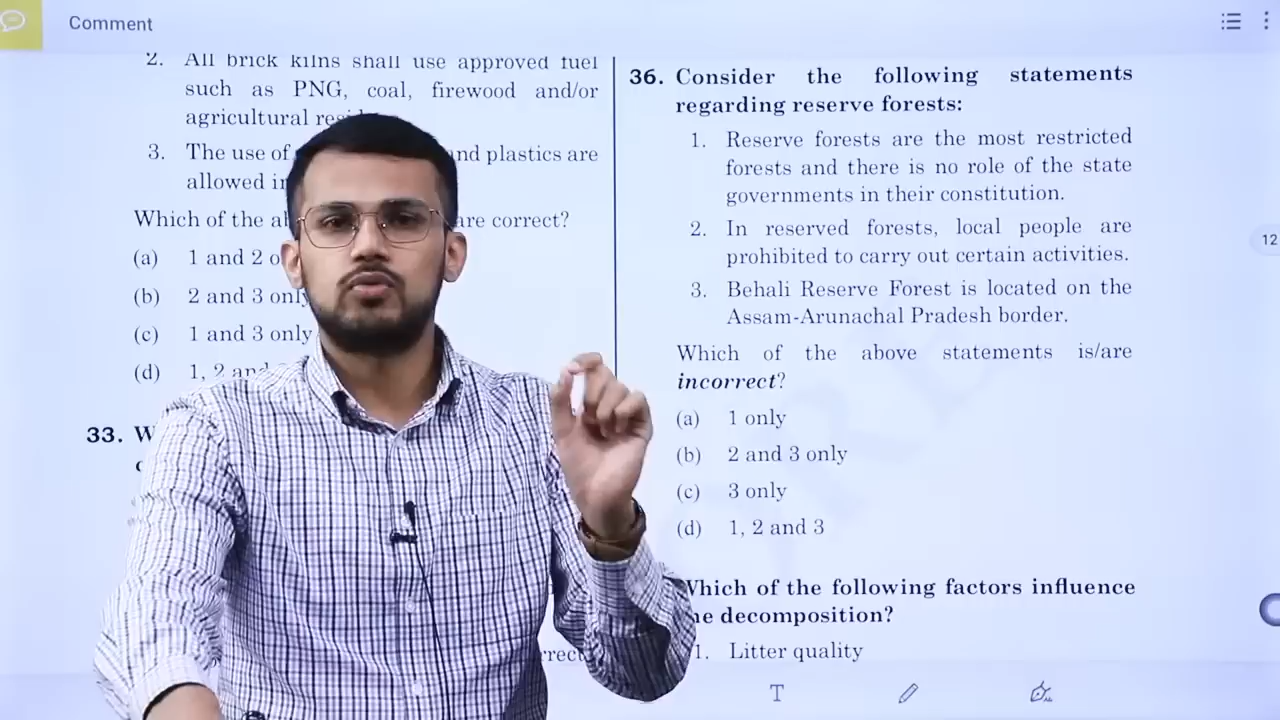 Comment
2. All brick kilns shall use approved fuel
such as PNG, coal, firewood and/or
agricultural
3. The use of and plastics are
allowed
Which of the are correct?
(a) 1 and 2
(b) 2 and 3 only
(c) 1 and 3 only
(d) 1, 2 and
33.
36. Consider the following statements
regarding reserve forests:
1. Reserve forests are the most restricted
forests and there is no role of the state
governments in their constitution.
2. In reserved forests, local people are
prohibited to carry out certain activities.
3. Behali Reserve Forest is located on the
Assam-Arunachal Pradesh border.
Which of the above statements is/are
incorrect?
(a) 1 only
(b) 2 and 3 only
(c) 3 only
(d) 1, 2 and 3
Which of the following factors influence
decomposition?
1. Litter quality
12
T